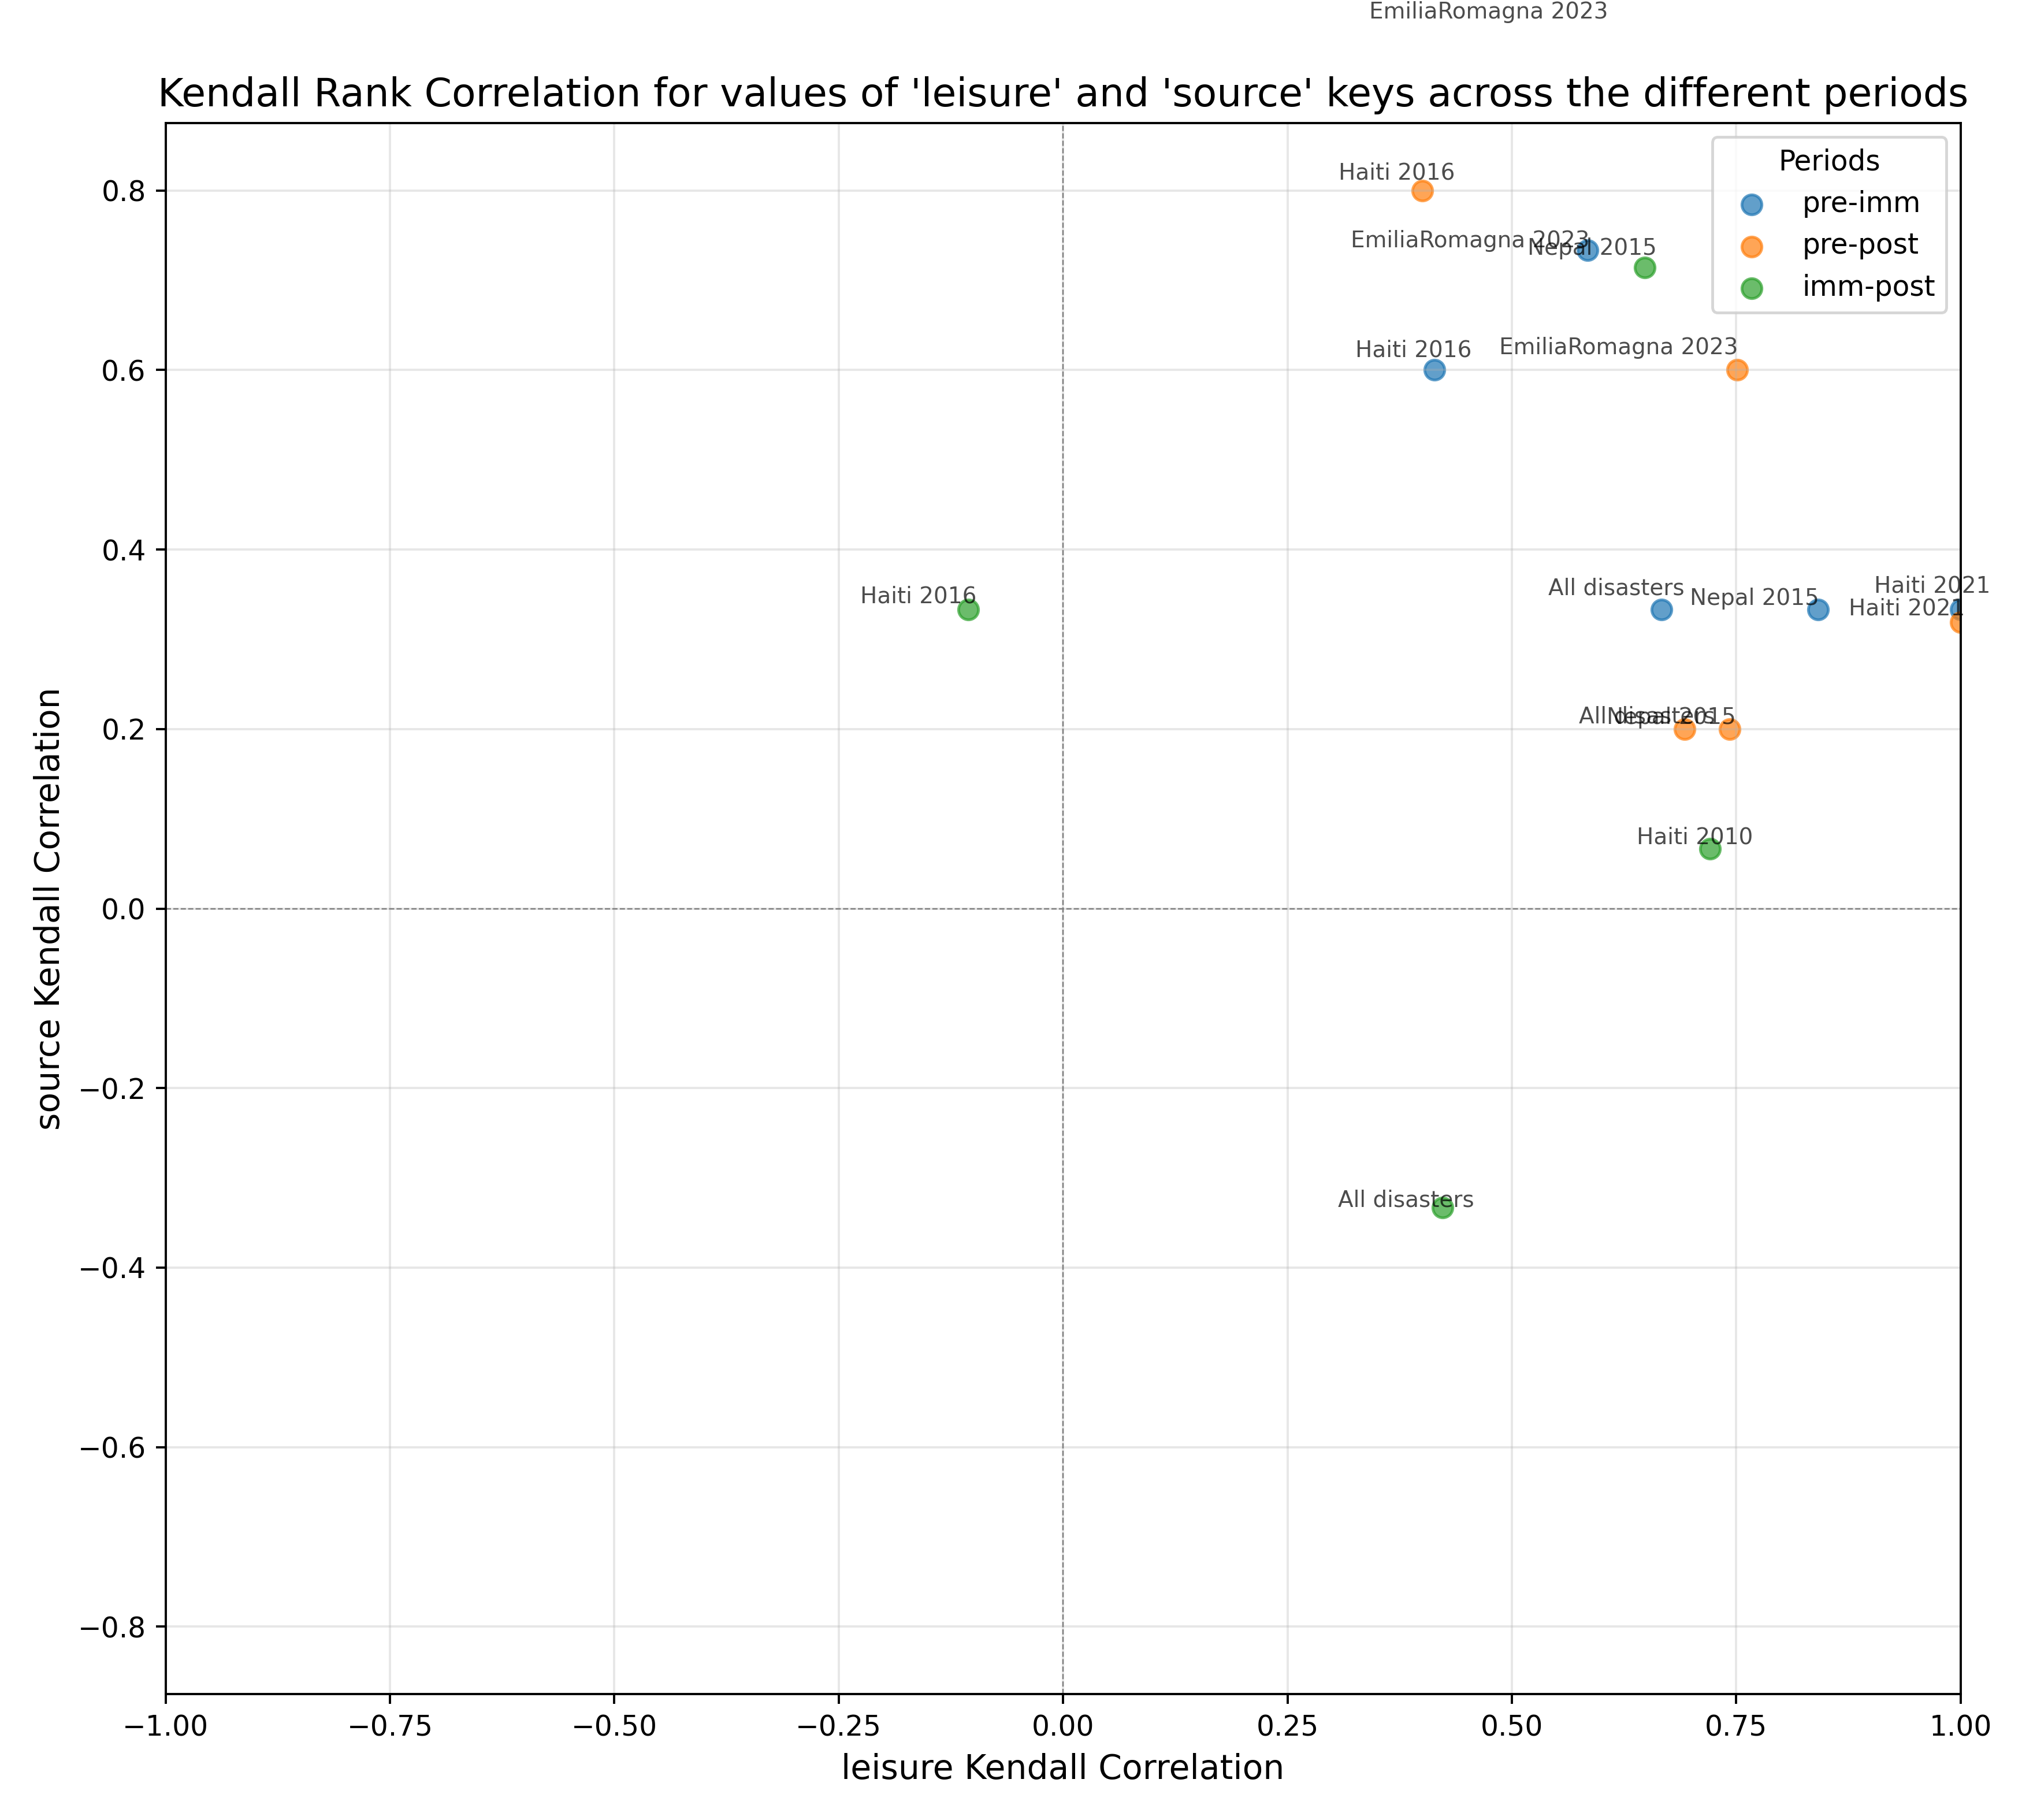 EmiliaRomagna 2023
Kendall Rank Correlation for values of 'leisure' and 'source' keys across the different periods
Periods
pre-imm
pre-post
imm-post
Haiti 2016
EmiliaRomagna 2023
Nepal 2015
Haiti 2016
EmiliaRomagna 2023
All disasters
Nepal 2015
Haiti 2021
Haiti 2021
Haiti 2016
All disasters
Nepal 2015
Haiti 2010
All disasters
0.8
0.6
0.4
0.2
0.0
−0.2
−0.4
−0.6
−0.8
source Kendall Correlation
−1.00
−0.75
−0.50
−0.25
0.00
0.25
0.50
0.75
1.00
leisure Kendall Correlation